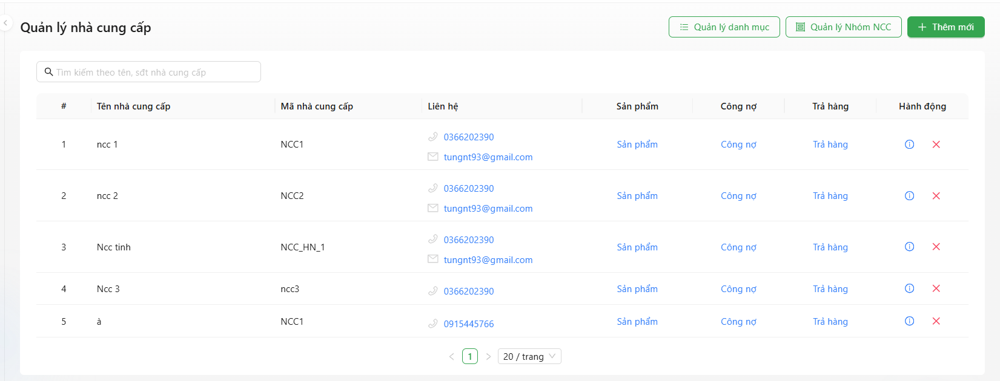 Quản lý nhà cung cấp
Quản lý danh mục
Quản lý Nhóm NCC
Thêm mới
Tìm kiếm theo tên, sđt nhà cung cấp
# Tên nhà cung cấp Mã nhà cung cấp Liên hệ Sản phẩm Công nợ Trả hàng Hành động
1 ncc 1 NCC1 0366202390 Sản phẩm Công nợ Trả hàng
tungnt93@gmail.com
2 ncc 2 NCC2 0366202390 Sản phẩm Công nợ Trả hàng
tungnt93@gmail.com
3 Ncc tinh NCC_HN_1 0366202390 Sản phẩm Công nợ Trả hàng
tungnt93@gmail.com
4 Ncc 3 ncc3 0366202390 Sản phẩm Công nợ Trả hàng
5 à NCC1 0915445766 Sản phẩm Công nợ Trả hàng
1 20 / trang